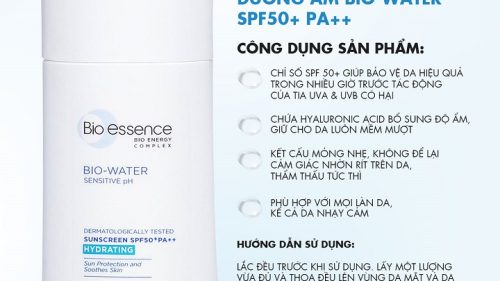 DƯỠNG ẨM BIO-WATER
SPF50+ PA++
CÔNG DỤNG SẢN PHẨM:
CHỈ SỐ SPF 50+ GIÚP BẢO VỆ DA HIỆU QUẢ
TRONG NHIỀU GIỜ TRƯỚC TÁC ĐỘNG
CỦA TIA UVA & UVB CÓ HẠI
CHỨA HYALURONIC ACID BỔ SUNG ĐỘ ẨM,
GIỮ CHO DA LUÔN MỀM MƯỢT
KẾT CẤU MỎNG NHẸ, KHÔNG ĐỂ LẠI
CẢM GIÁC NHỜN RÍT TRÊN DA,
THẨM THẤU TỨC THÌ
PHÙ HỢP VỚI MỌI LÀN DA,
KỂ CẢ DA NHẠY CẢM
HƯỚNG DẪN SỬ DỤNG:
LẮC ĐỀU TRƯỚC KHI SỬ DỤNG. LẤY MỘT LƯỢNG
VỪA ĐỦ VÀ THOA ĐỀU LÊN VÙNG DA MẶT VÀ DA
Bio essence
BIO ENERGY
COMPLEX
BIO-WATER
SENSITIVE pH
DERMATOLOGICALLY TESTED
SUNSCREEN SPF50+PA++
HYDRATING
Sun Protection and
Soothes Skin